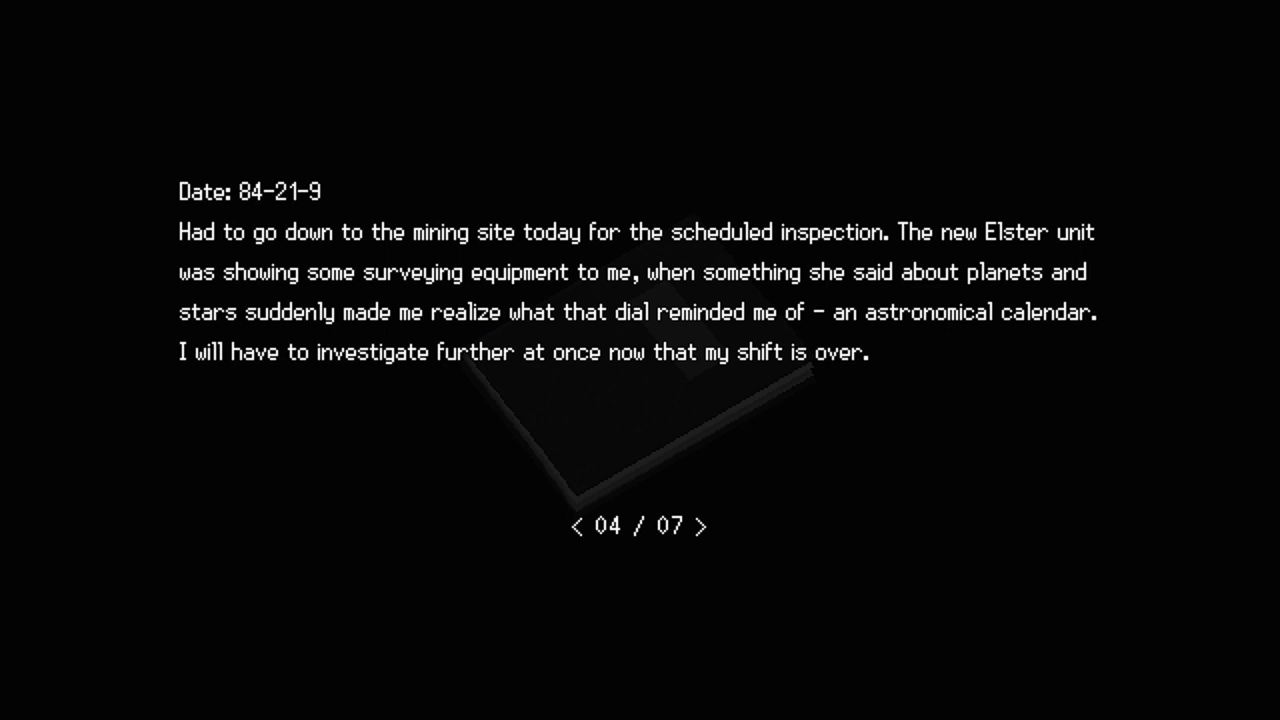 Date: 84-21-9
Had to go down to the mining site today for the scheduled inspection. The new Elster unit
was showing some surveying equipment to me, when something she said about planets and
stars suddenly made me realize what that dial reminded me of - an astronomical calendar.
I will have to investigate further at once now that my shift is over.
< 04 / 07 >